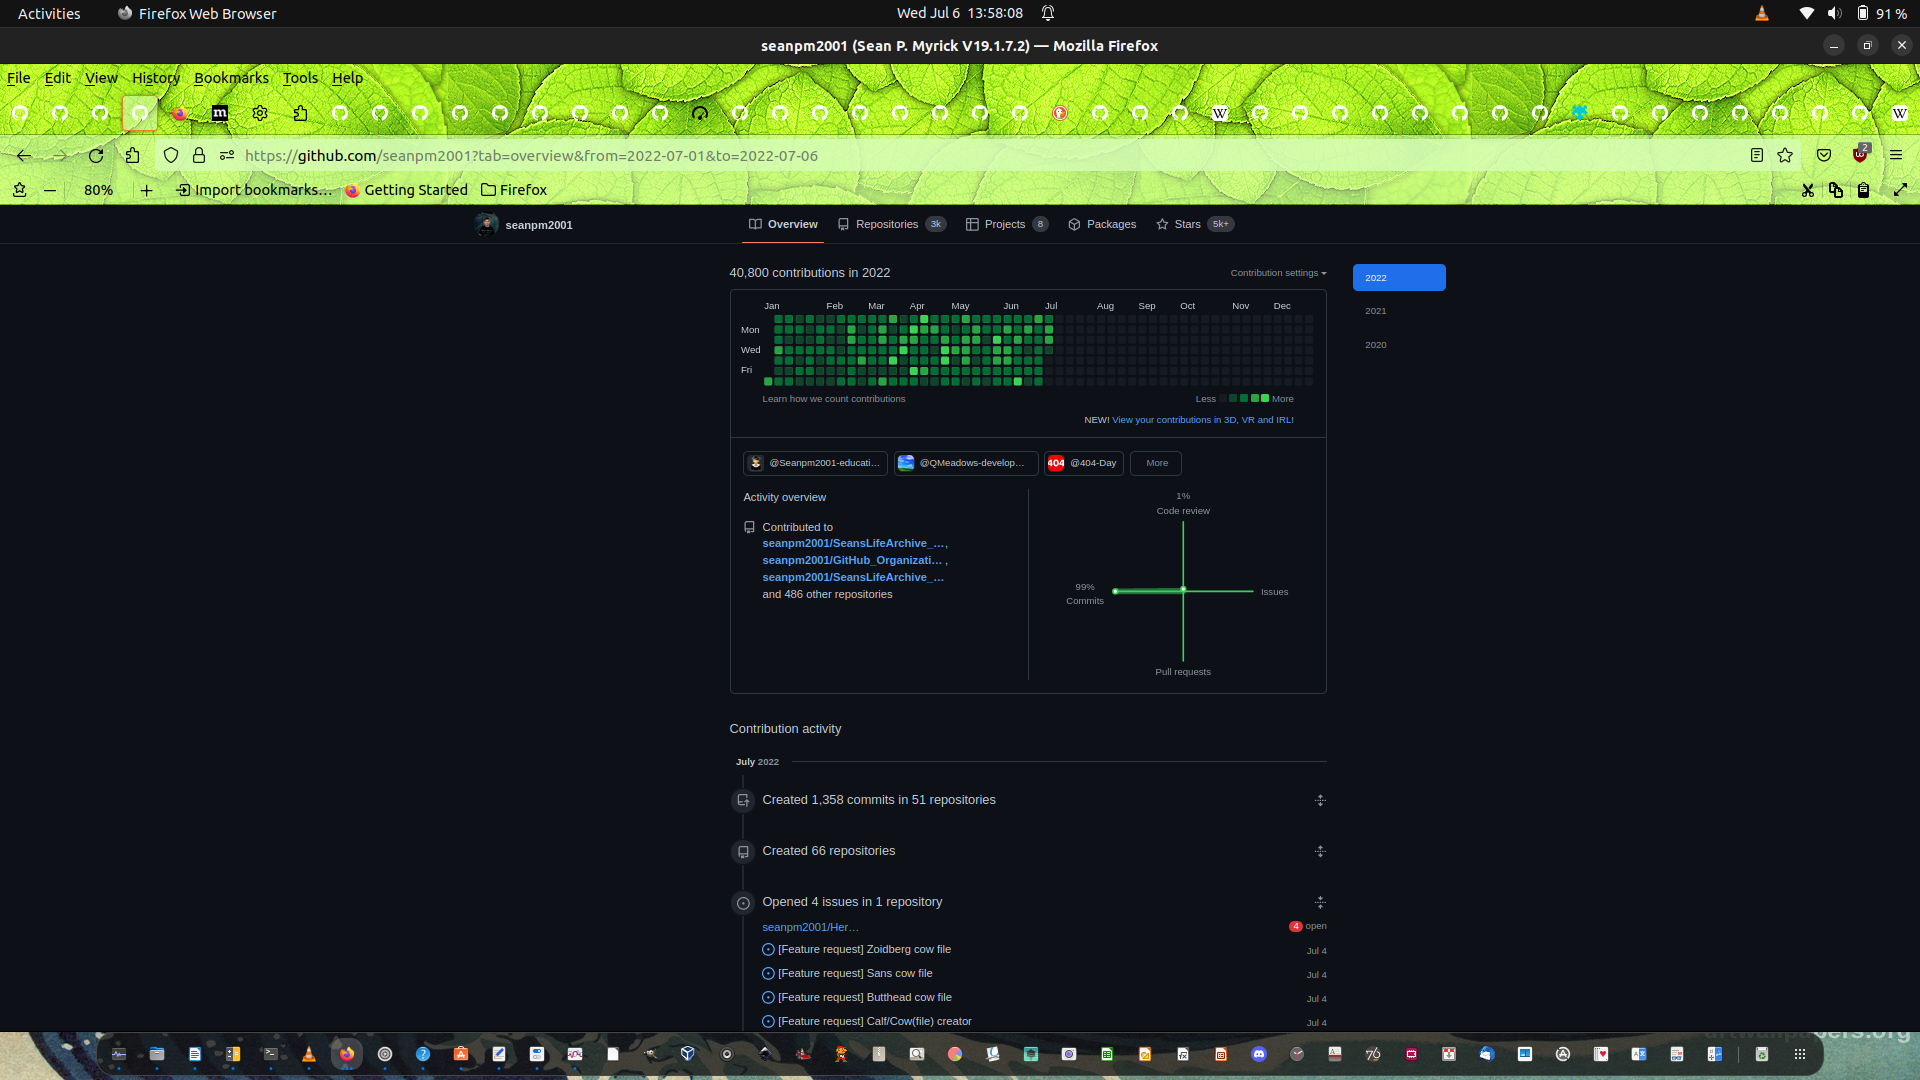 Activities Firefox Web Browser Wed Jul 6 13:58:08 91 %
seanpm2001 (Sean P. Myrick V19.1.7.2) — Mozilla Firefox
File Edit View History Bookmarks Tools Help
https://github.com/seanpm2001?tab=overview&from=2022-07-01&to=2022-07-06 2
80% Import bookmarks... Getting Started Firefox
seanpm2001 Overview Repositories 3k Projects 8 Packages Stars 5k+
40,800 contributions in 2022 Contribution settings 2022
Jan Feb Mar Apr May Jun Jul Aug Sep Oct Nov Dec
2021
Mon
2020
Wed
Fri
Learn how we count contributions Less More
NEW! View your contributions in 3D, VR and IRL!
@Seanpm2001-educati... 404 @QMeadows-develop... @404-Day More
Activity overview
1%
Code review
Contributed to
seanpm2001/SeansLifeArchive_...,
seanpm2001/GitHub_Organizati... ,
seanpm2001/SeansLifeArchive_...
and 486 other repositories
99%
Commits
Issues
Pull requests
Contribution activity
July 2022
Created 1,358 commits in 51 repositories
Created 66 repositories
Opened 4 issues in 1 repository
seanpm2001/Her... 4 open
[Feature request] Zoidberg cow file Jul 4
[Feature request] Sans cow file Jul 4
[Feature request] Butthead cow file Jul 4
[Feature request] Calf/Cow(file) creator Jul 4